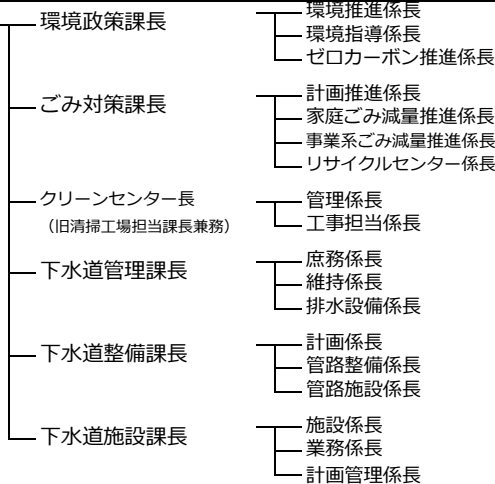 環境政策課長
環境推進係長
環境指導係長
ゼロカーボン推進係長
ごみ対策課長
計画推進係長
家庭ごみ減量推進係長
事業系ごみ減量推進係長
リサイクルセンター係長
クリーンセンター長
（旧清掃工場担当課長兼務）
管理係長
工事担当係長
下水道管理課長
庶務係長
維持係長
排水設備係長
下水道整備課長
計画係長
管路整備係長
管路施設係長
下水道施設課長
施設係長
業務係長
計画管理係長